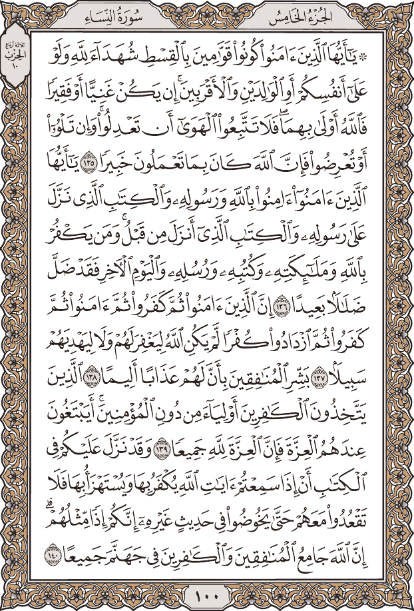 الجزء الخامس
سورة النساء
ثلاثة أرباع
الحزب
١٠
۞ يَٰٓأَيُّهَا ٱلَّذِينَ ءَامَنُوا۟ كُونُوا۟ قَوَّٰمِينَ بِٱلْقِسْطِ شُهَدَآءَ لِلَّهِ وَلَوْ
عَلَىٰٓ أَنفُسِكُمْ أَوِ ٱلْوَٰلِدَيْنِ وَٱلْأَقْرَبِينَ ۚ إِن يَكُنْ غَنِيًّا أَوْ فَقِيرًا
فَٱللَّهُ أَوْلَىٰ بِهِمَا ۖ فَلَا تَتَّبِعُوا۟ ٱلْهَوَىٰٓ أَن تَعْدِلُوا۟ ۚ وَإِن تَلْوُۥٓا۟
أَوْ تُعْرِضُوا۟ فَإِنَّ ٱللَّهَ كَانَ بِمَا تَعْمَلُونَ خَبِيرًا ١٣٥ يَٰٓأَيُّهَا
ٱلَّذِينَ ءَامَنُوٓا۟ ءَامِنُوا۟ بِٱللَّهِ وَرَسُولِهِۦ وَٱلْكِتَٰبِ ٱلَّذِى نَزَّلَ
عَلَىٰ رَسُولِهِۦ وَٱلْكِتَٰبِ ٱلَّذِىٓ أَنزَلَ مِن قَبْلُ ۚ وَمَن يَكْفُرْ
بِٱللَّهِ وَمَلَٰٓئِكَتِهِۦ وَكُتُبِهِۦ وَرُسُلِهِۦ وَٱلْيَوْمِ ٱلْءَاخِرِ فَقَدْ ضَلَّ
ضَلَٰلًۢا بَعِيدًا ١٣٦ إِنَّ ٱلَّذِينَ ءَامَنُوا۟ ثُمَّ كَفَرُوا۟ ثُمَّ ءَامَنُوا۟ ثُمَّ
كَفَرُوا۟ ثُمَّ ٱزْدَادُوا۟ كُفْرًا لَّمْ يَكُنِ ٱللَّهُ لِيَغْفِرَ لَهُمْ وَلَا لِيَهْدِيَهُمْ
سَبِيلًۢا ١٣٧ بَشِّرِ ٱلْمُنَٰفِقِينَ بِأَنَّ لَهُمْ عَذَابًا أَلِيمًا ١٣٨ ٱلَّذِينَ
يَتَّخِذُونَ ٱلْكَٰفِرِينَ أَوْلِيَآءَ مِن دُونِ ٱلْمُؤْمِنِينَ ۚ أَيَبْتَغُونَ
عِندَهُمُ ٱلْعِزَّةَ فَإِنَّ ٱلْعِزَّةَ لِلَّهِ جَمِيعًا ١٣٩ وَقَدْ نَزَّلَ عَلَيْكُمْ فِى
ٱلْكِتَٰبِ أَنْ إِذَا سَمِعْتُمْ ءَايَٰتِ ٱللَّهِ يُكْفَرُ بِهَا وَيُسْتَهْزَأُ بِهَا فَلَا
تَقْعُدُوا۟ مَعَهُمْ حَتَّىٰ يَخُوضُوا۟ فِى حَدِيثٍ غَيْرِهِۦٓ ۚ إِنَّكُمْ إِذًا مِّثْلُهُمْ ۗ
إِنَّ ٱللَّهَ جَامِعُ ٱلْمُنَٰفِقِينَ وَٱلْكَٰفِرِينَ فِى جَهَنَّمَ جَمِيعًا ١٤٠
١٠٠